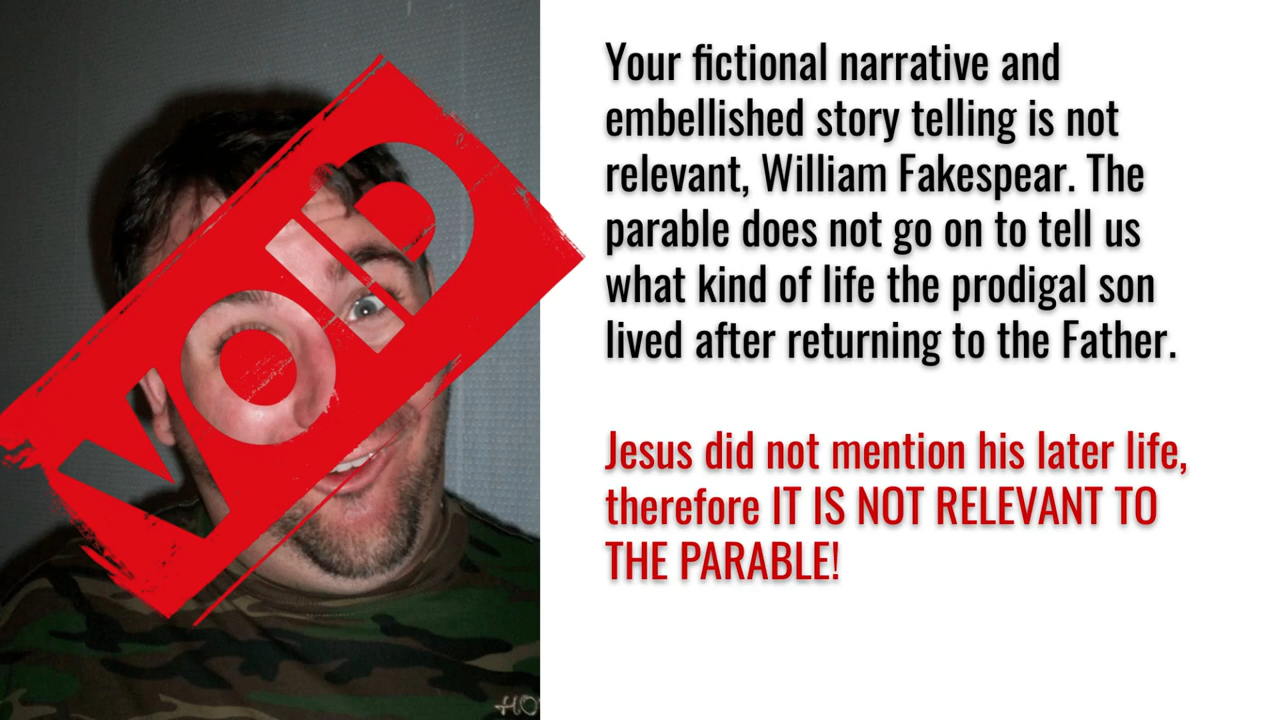 VOID
Your fictional narrative and
embellished story telling is not
relevant, William Fakespear. The
parable does not go on to tell us
what kind of life the prodigal son
lived after returning to the Father.
Jesus did not mention his later life,
therefore IT IS NOT RELEVANT TO
THE PARABLE!